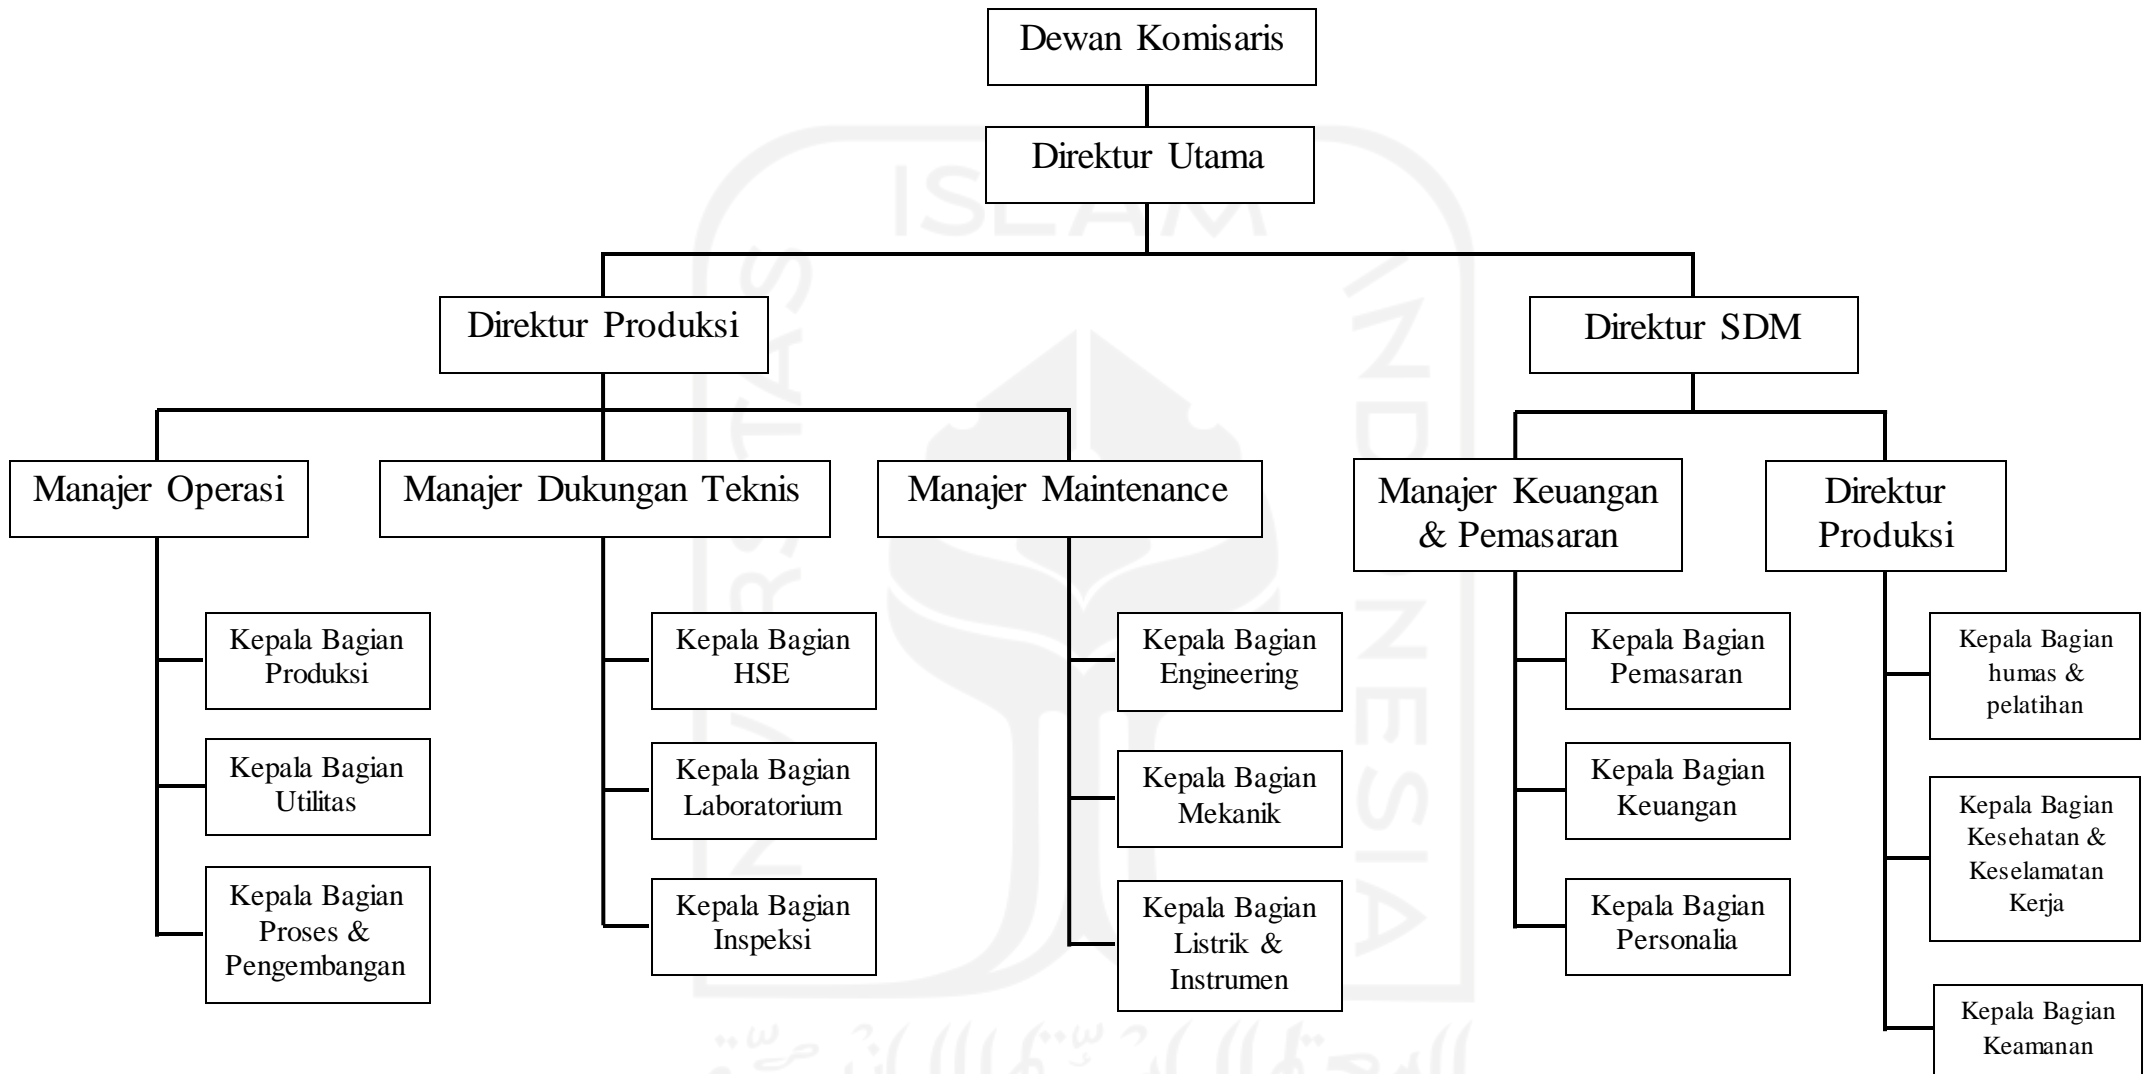 Dewan Komisaris
Direktur Utama
Direktur Produksi
Direktur SDM
Manajer Operasi
Manajer Dukungan Teknis
Manajer Maintenance
Manajer Keuangan
& Pemasaran
Direktur
Produksi
Kepala Bagian
Produksi
Kepala Bagian
Utilitas
Kepala Bagian
Proses &
Pengembangan
Kepala Bagian
HSE
Kepala Bagian
Laboratorium
Kepala Bagian
Inspeksi
Kepala Bagian
Engineering
Kepala Bagian
Mekanik
Kepala Bagian
Listrik &
Instrumen
Kepala Bagian
Pemasaran
Kepala Bagian
Keuangan
Kepala Bagian
Personalia
Kepala Bagian
humas &
pelatihan
Kepala Bagian
Kesehatan &
Keselamatan
Kerja
Kepala Bagian
Keamanan
ISLAM
INDONESIA